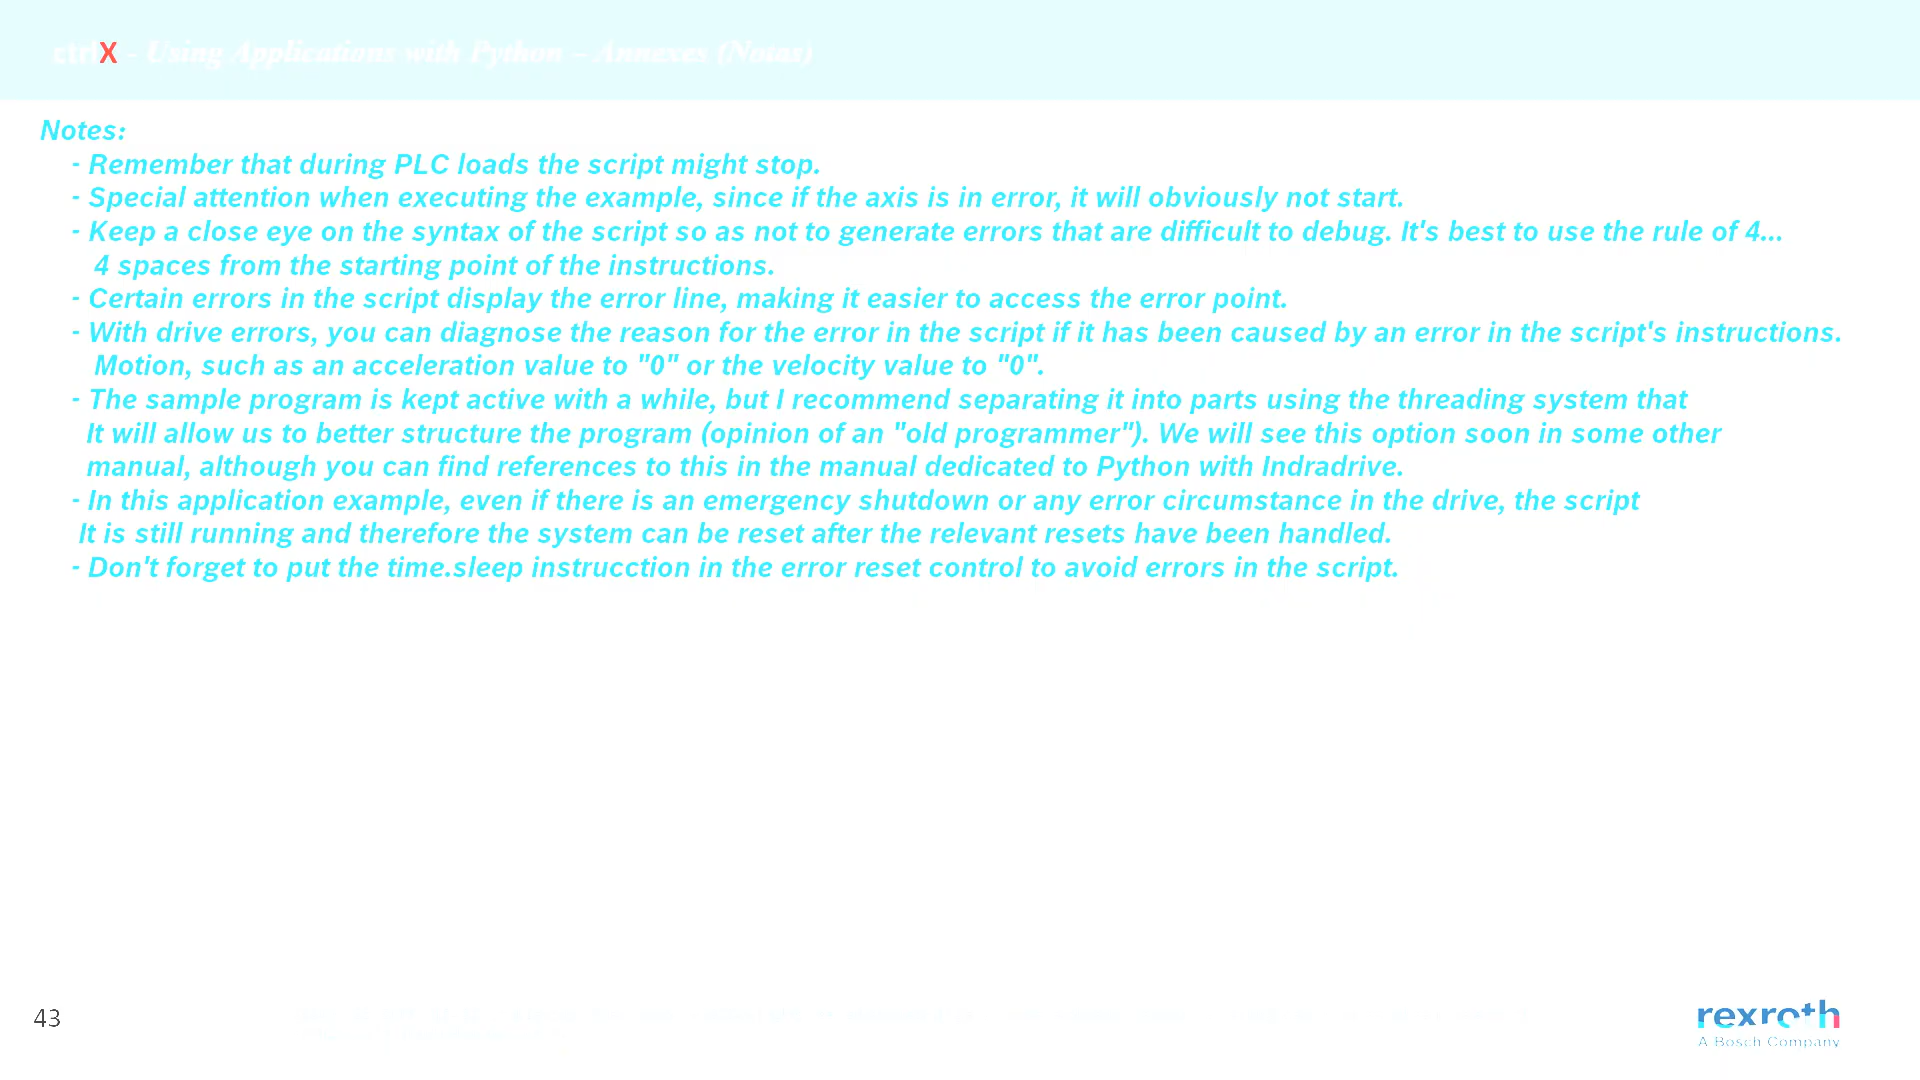 ctrlX - Using Applications with Python – Annexes (Notas)
Notes:
- Remember that during PLC loads the script might stop.
- Special attention when executing the example, since if the axis is in error, it will obviously not start.
- Keep a close eye on the syntax of the script so as not to generate errors that are difficult to debug. It's best to use the rule of 4...
4 spaces from the starting point of the instructions.
- Certain errors in the script display the error line, making it easier to access the error point.
- With drive errors, you can diagnose the reason for the error in the script if it has been caused by an error in the script's instructions.
Motion, such as an acceleration value to "0" or the velocity value to "0".
- The sample program is kept active with a while, but I recommend separating it into parts using the threading system that
It will allow us to better structure the program (opinion of an "old programmer"). We will see this option soon in some other
manual, although you can find references to this in the manual dedicated to Python with Indradrive.
- In this application example, even if there is an emergency shutdown or any error circumstance in the drive, the script
It is still running and therefore the system can be reset after the relevant resets have been handled.
- Don't forget to put the time.sleep instrucction in the error reset control to avoid errors in the script.
43
rexroth
A Bosch Company